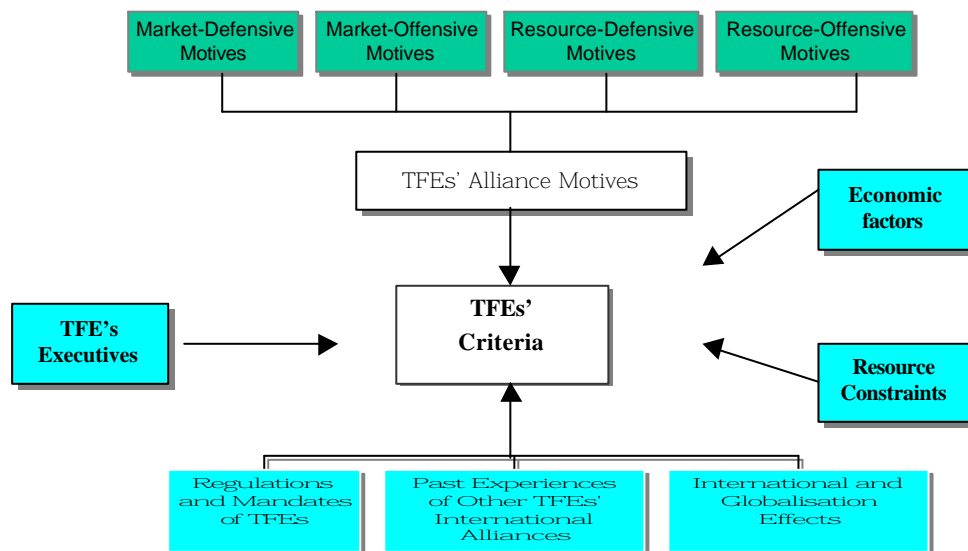 Market-Defensive
Motives
Market-Offensive
Motives
Resource-Defensive
Motives
Resource-Offensive
Motives
TFEs' Alliance Motives
Economic
factors
TFEs’
Criteria
TFE’s
Executives
Resource
Constraints
Regulations
and Mandates
of TFEs
Past Experiences
of Other TFEs'
International
Alliances
International and
Globalisation
Effects